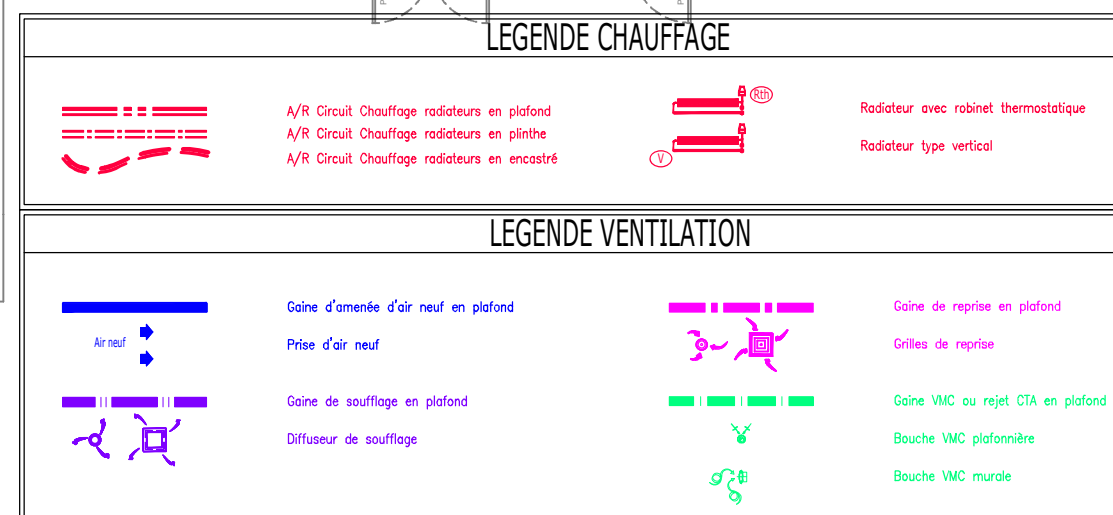 LEGENDE CHAUFFAGE
A/R Circuit Chauffage radiateurs en plafond
A/R Circuit Chauffage radiateurs en plinthe
A/R Circuit Chauffage radiateurs en encastré
Rth
Radiateur avec robinet thermostatique
V
Radiateur type vertical
LEGENDE VENTILATION
Gaine d'amenée d'air neuf en plafond
Air neuf
Prise d'air neuf
Gaine de soufflage en plafond
Diffuseur de soufflage
Gaine de reprise en plafond
Grilles de reprise
Gaine VMC ou rejet CTA en plafond
Bouche VMC plafonnière
Bouche VMC murale